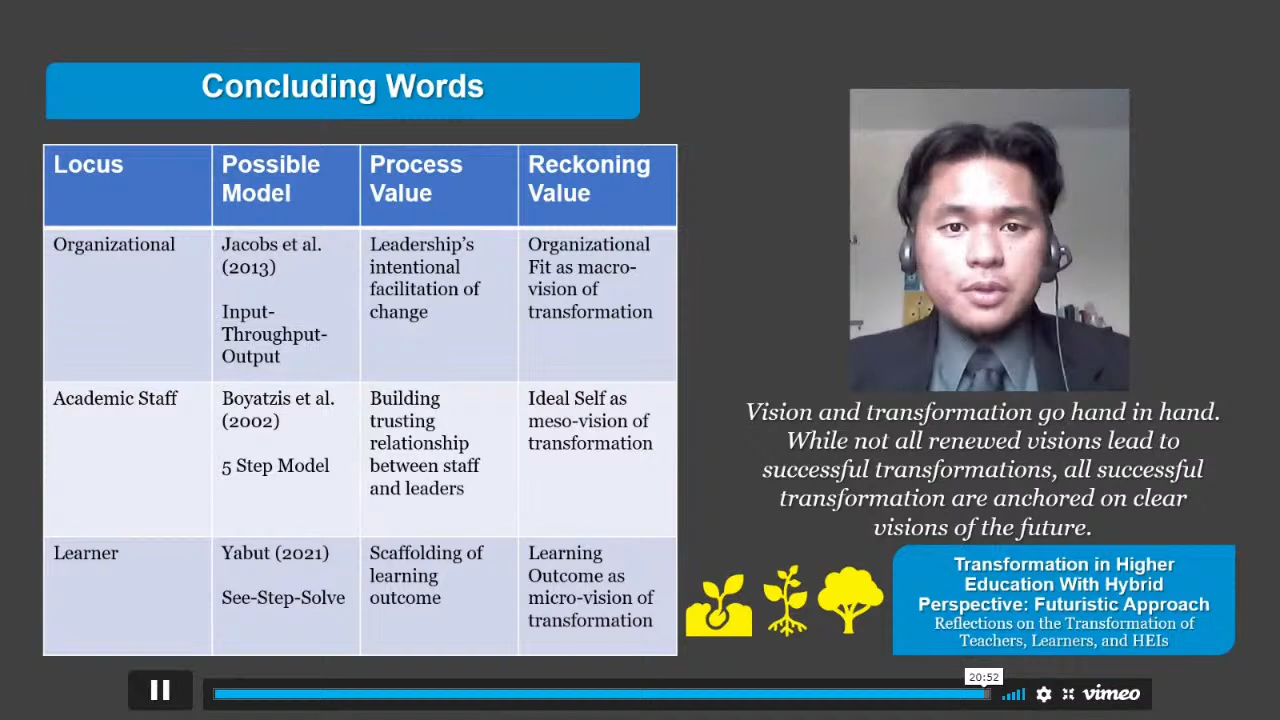 Concluding Words
Locus
Possible
Model
Process
Value
Reckoning
Value
Organizational
Jacobs et al.
(2013)
Input-
Throughput-
Output
Leadership's
intentional
facilitation of
change
Organizational
Fit as macro-
vision of
transformation
Academic Staff
Boyatzis et al.
(2002)
5 Step Model
Building
trusting
relationship
between staff
and leaders
Ideal Self as
meso-vision of
transformation
Learner
Yabut (2021)
See-Step-Solve
Scaffolding of
learning
outcome
Learning
Outcome as
micro-vision of
transformation
Vision and transformation go hand in hand.
While not all renewed visions lead to
successful transformations, all successful
transformation are anchored on clear
visions of the future.
Transformation in Higher
Education With Hybrid
Perspective: Futuristic Approach
Reflections on the Transformation of
Teachers, Learners, and HEIs
20:52
vimeo